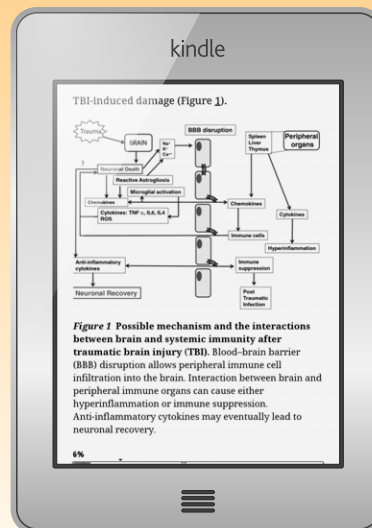 kindle
TBI-induced damage (Figure 1).
Trauma
BRAIN
Na+
K+
Ca++
BBB disruption
Spleen
Liver
Thymus
Peripheral
organs
?
Neuronal Death
Reactive Astrogliosis
Microglial activation
Chemokines
Cytokines: TNF α, IL6, IL4
ROS
Chemokines
Cytokines
Immune cells
Hyperinflammation
Anti-inflammatory
cytokines
Immune
suppression
Neuronal Recovery
Post
Traumatic
Infection
Figure 1 Possible mechanism and the interactions
between brain and systemic immunity after
traumatic brain injury (TBI). Blood–brain barrier
(BBB) disruption allows peripheral immune cell
infiltration into the brain. Interaction between brain and
peripheral immune organs can cause either
hyperinflammation or immune suppression.
Anti-inflammatory cytokines may eventually lead to
neuronal recovery.
6%